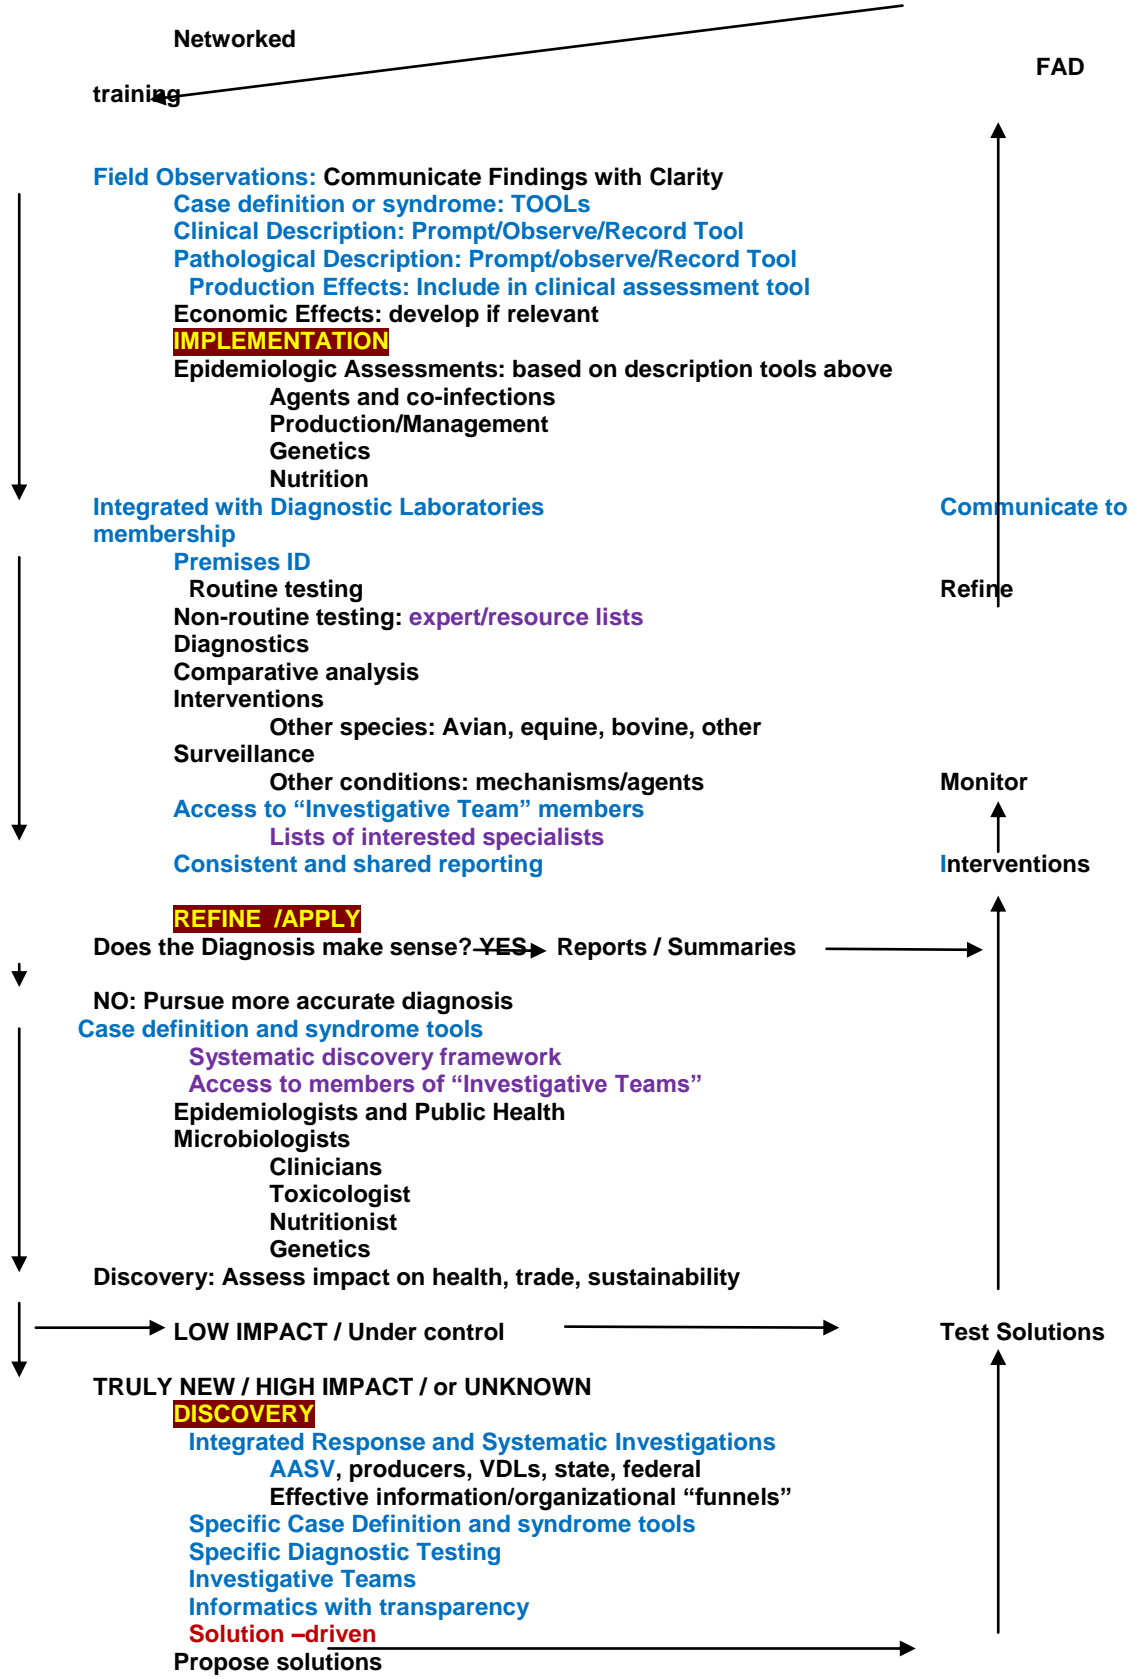 Networked
FAD
training
Field Observations: Communicate Findings with Clarity
Case definition or syndrome: TOOLs
Clinical Description: Prompt/Observe/Record Tool
Pathological Description: Prompt/observe/Record Tool
Production Effects: Include in clinical assessment tool
Economic Effects: develop if relevant
IMPLEMENTATION
Epidemiologic Assessments: based on description tools above
Agents and co-infections
Production/Management
Genetics
Nutrition
Integrated with Diagnostic Laboratories Communicate to
membership
Premises ID
Routine testing Refine
Non-routine testing: expert/resource lists
Diagnostics
Comparative analysis
Interventions
Other species: Avian, equine, bovine, other
Surveillance
Other conditions: mechanisms/agents Monitor
Access to “Investigative Team” members
Lists of interested specialists
Consistent and shared reporting Interventions
REFINE /APPLY
Does the Diagnosis make sense? YES Reports / Summaries
NO: Pursue more accurate diagnosis
Case definition and syndrome tools
Systematic discovery framework
Access to members of “Investigative Teams”
Epidemiologists and Public Health
Microbiologists
Clinicians
Toxicologist
Nutritionist
Genetics
Discovery: Assess impact on health, trade, sustainability
LOW IMPACT / Under control Test Solutions
TRULY NEW / HIGH IMPACT / or UNKNOWN
DISCOVERY
Integrated Response and Systematic Investigations
AASV, producers, VDLs, state, federal
Effective information/organizational “funnels”
Specific Case Definition and syndrome tools
Specific Diagnostic Testing
Investigative Teams
Informatics with transparency
Solution –driven
Propose solutions